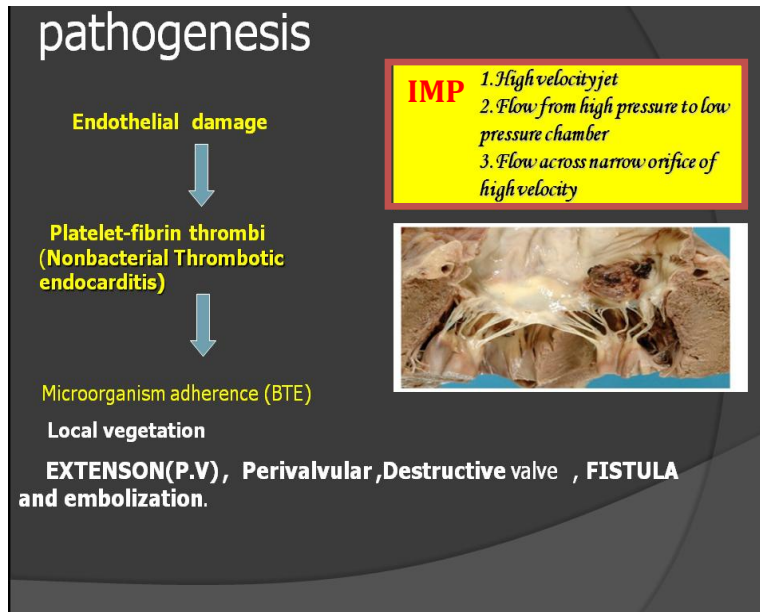 pathogenesis
Endothelial damage
Platelet-fibrin thrombi
(Nonbacterial Thrombotic
endocarditis)
Microorganism adherence (BTE)
Local vegetation
EXTENSON(P.V), Perivalvular ,Destructive valve , FISTULA
and embolization.
IMP
1.High velocity jet
2. Flow from high pressure to low
pressure chamber
3. Flow across narrow orifice of
high velocity